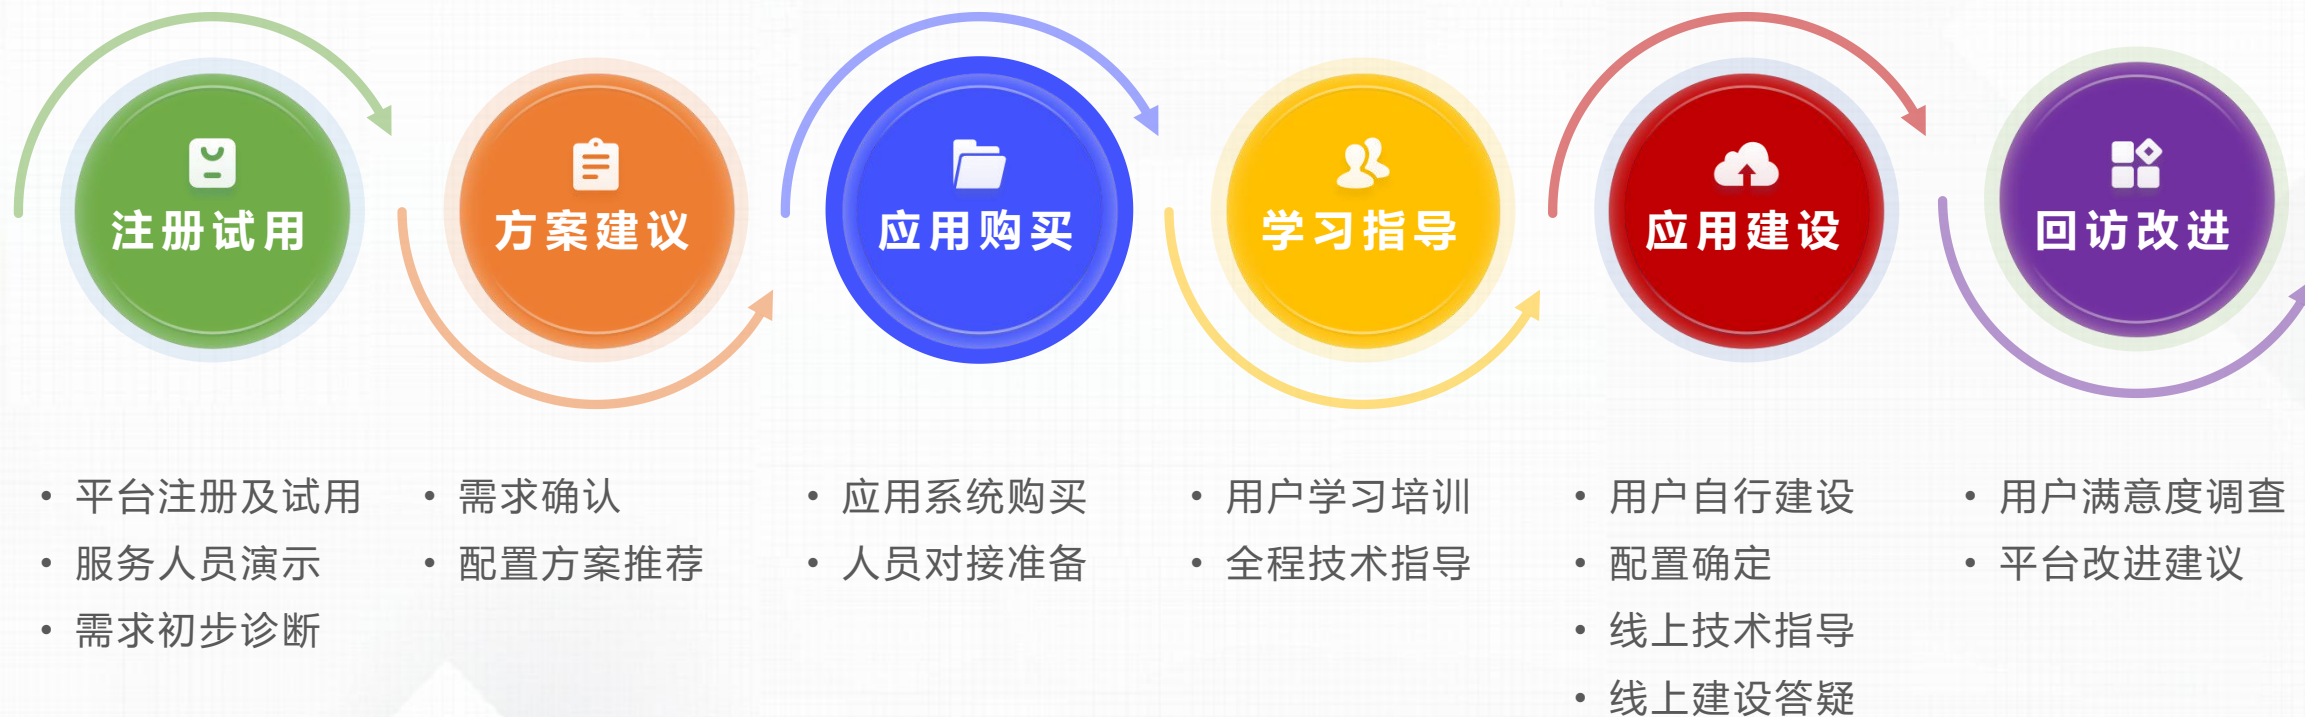 注册试用
方案建议
应用购买
学习指导
应用建设
回访改进
• 平台注册及试用
• 服务人员演示
• 需求初步诊断
• 需求确认
• 配置方案推荐
• 应用系统购买
• 人员对接准备
• 用户学习培训
• 全程技术指导
• 用户自行建设
• 配置确定
• 线上技术指导
• 线上建设答疑
• 用户满意度调查
• 平台改进建议